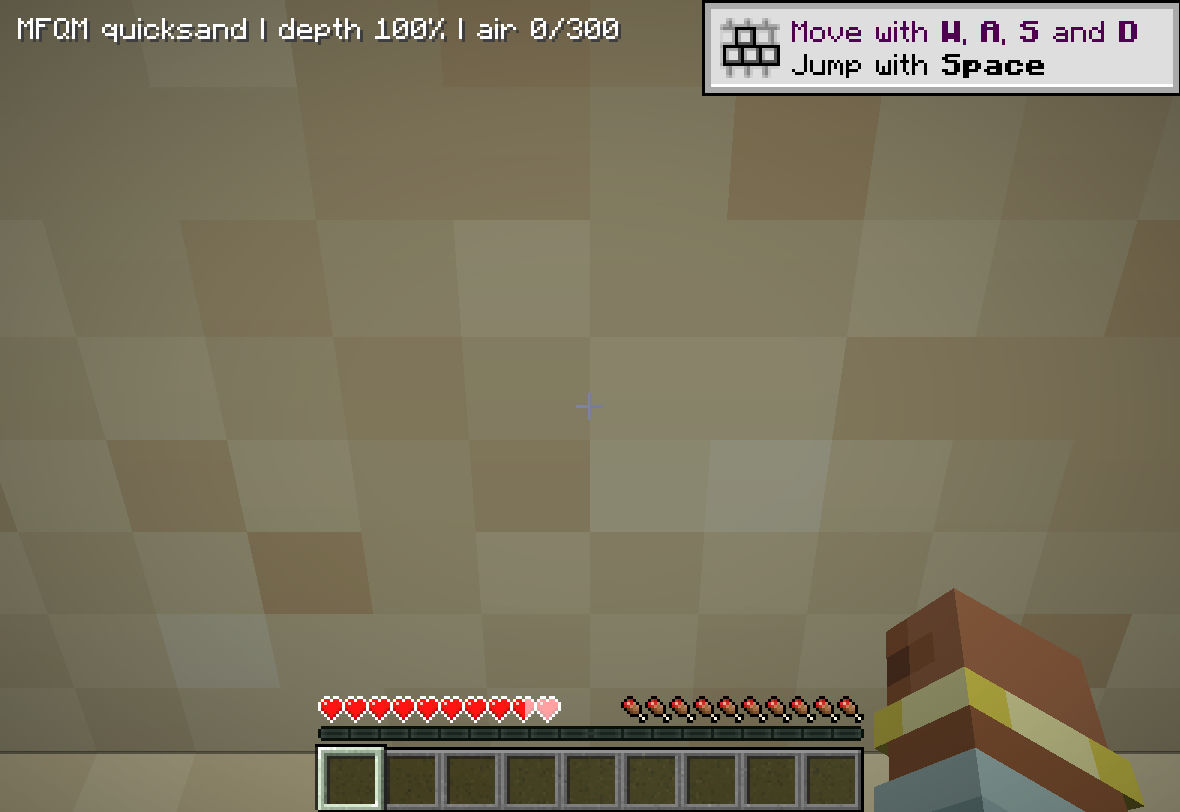 MFQM quicksand | depth 100% | air 0/300
Move with W, A, S and D
Jump with Space